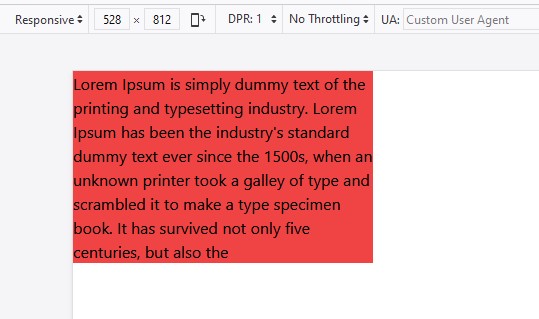 Responsive 528 × 812 DPR: 1 No Throttling UA: Custom User Agent
Lorem Ipsum is simply dummy text of the
printing and typesetting industry. Lorem
Ipsum has been the industry's standard
dummy text ever since the 1500s, when an
unknown printer took a galley of type and
scrambled it to make a type specimen
book. It has survived not only five
centuries, but also the